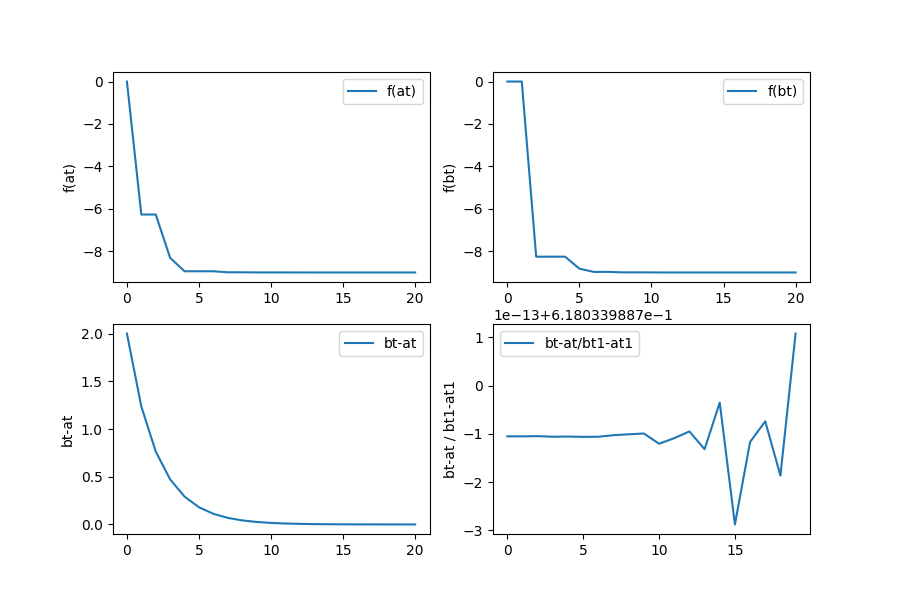 0
−2
−4
−6
−8
f(at)
f(at)
0 5 10 15 20
0
−2
−4
−6
−8
f(bt)
f(bt)
0 5 10 15 20
2.0
1.5
1.0
0.5
0.0
bt-at
bt-at
0 5 10 15 20
1e−13+6.180339887e−1
1
0
−1
−2
−3
bt-at / bt1-at1
bt-at/bt1-at1
0 5 10 15